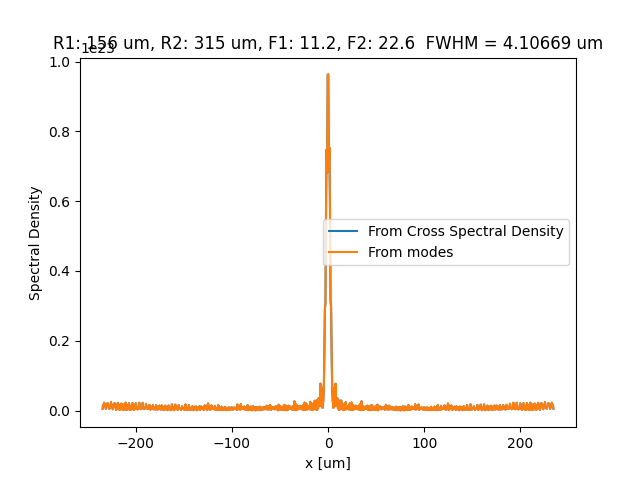 R1: 156 um, R2: 315 um, F1: 11.2, F2: 22.6  FWHM = 4.10669 um
1e23
1.0
0.8
0.6
0.4
0.2
0.0
Spectral Density
From Cross Spectral Density
From modes
−200
−100
0
100
200
x [um]